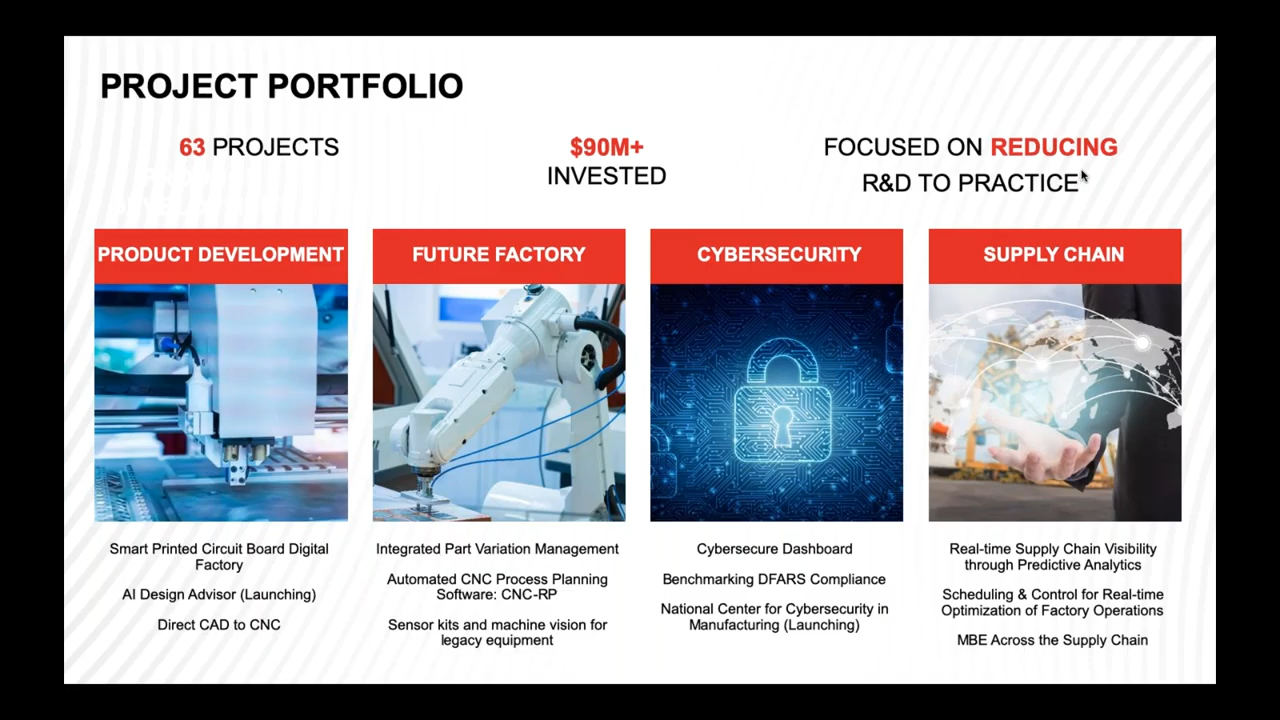 PROJECT PORTFOLIO
63 PROJECTS
$90M+
INVESTED
FOCUSED ON REDUCING
R&D TO PRACTICE
PRODUCT DEVELOPMENT
Smart Printed Circuit Board Digital
Factory
AI Design Advisor (Launching)
Direct CAD to CNC
FUTURE FACTORY
Integrated Part Variation Management
Automated CNC Process Planning
Software: CNC-RP
Sensor kits and machine vision for
legacy equipment
CYBERSECURITY
Cybersecure Dashboard
Benchmarking DFARS Compliance
National Center for Cybersecurity in
Manufacturing (Launching)
SUPPLY CHAIN
Real-time Supply Chain Visibility
through Predictive Analytics
Scheduling & Control for Real-time
Optimization of Factory Operations
MBE Across the Supply Chain